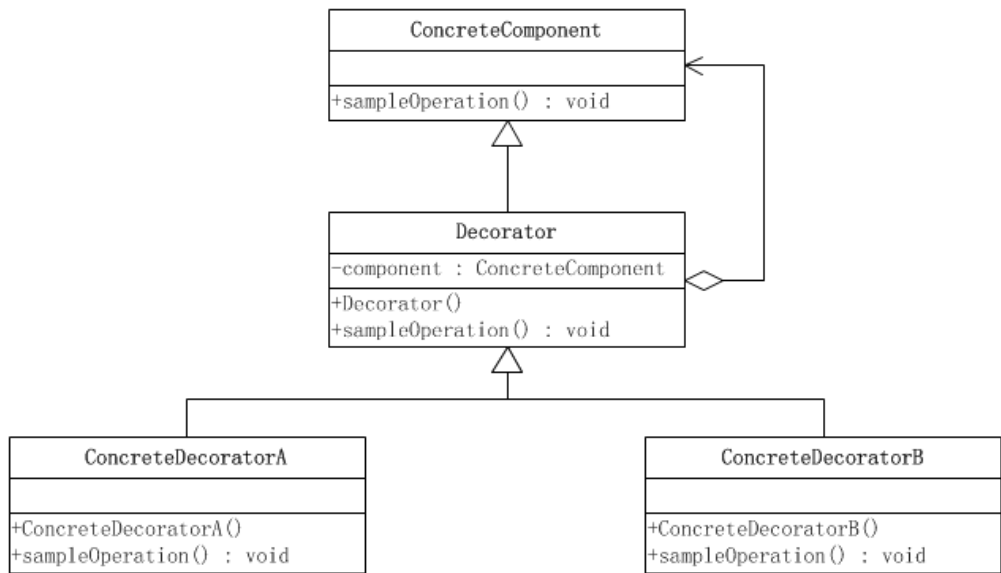 ConcreteComponent
+sampleOperation() : void
Decorator
-component : ConcreteComponent
+Decorator()
+sampleOperation() : void
ConcreteDecoratorA
+ConcreteDecoratorA()
+sampleOperation() : void
ConcreteDecoratorB
+ConcreteDecoratorB()
+sampleOperation() : void